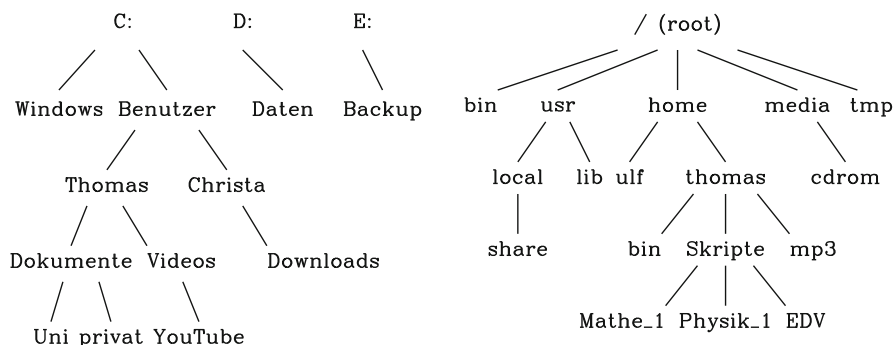 C: D: E:
Windows Benutzer Daten Backup
Thomas Christa
Dokumente Videos Downloads
Uni privat YouTube
/ (root)
bin usr home media tmp
local lib ulf thomas cdrom
share bin Skripte mp3
Mathe_1 Physik_1 EDV